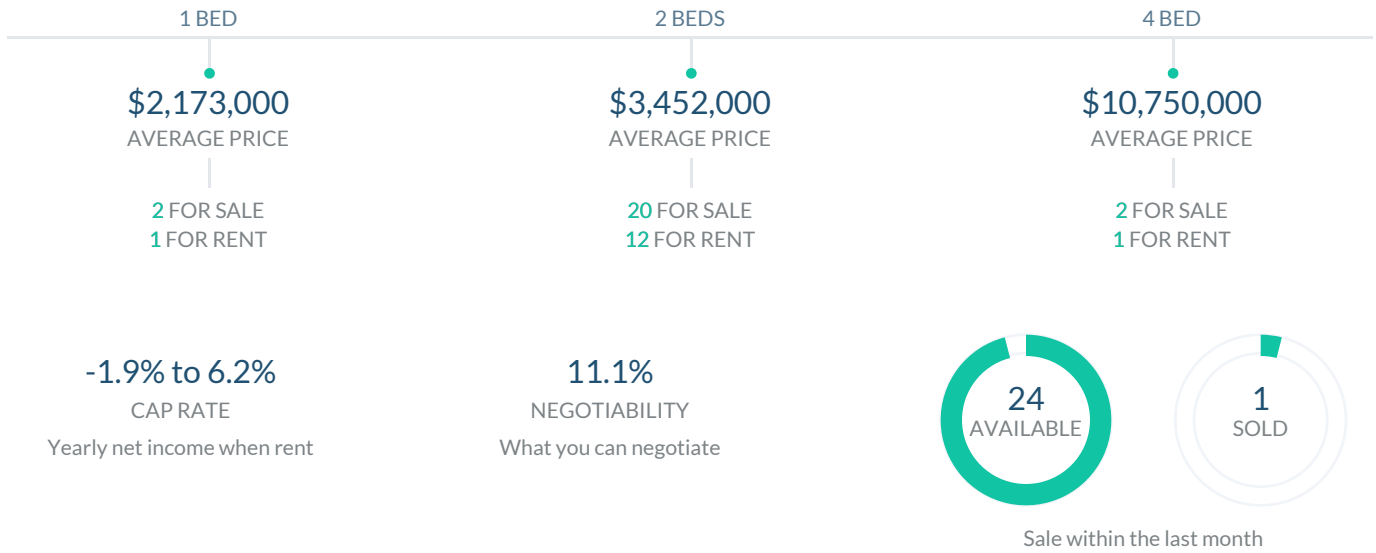 1 BED
$2,173,000
AVERAGE PRICE
2 FOR SALE
1 FOR RENT
2 BEDS
$3,452,000
AVERAGE PRICE
20 FOR SALE
12 FOR RENT
4 BED
$10,750,000
AVERAGE PRICE
2 FOR SALE
1 FOR RENT
-1.9% to 6.2%
CAP RATE
Yearly net income when rent
11.1%
NEGOTIABILITY
What you can negotiate
24
AVAILABLE
1
SOLD
Sale within the last month